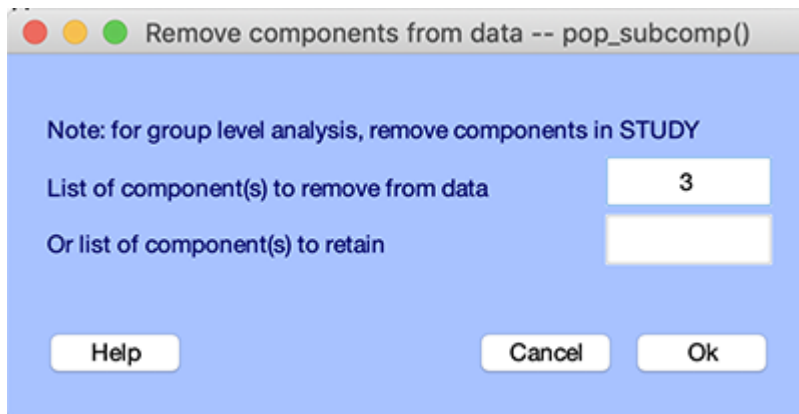 Remove components from data -- pop_subcomp()
Note: for group level analysis, remove components in STUDY
List of component(s) to remove from data 3
Or list of component(s) to retain
Help Cancel Ok